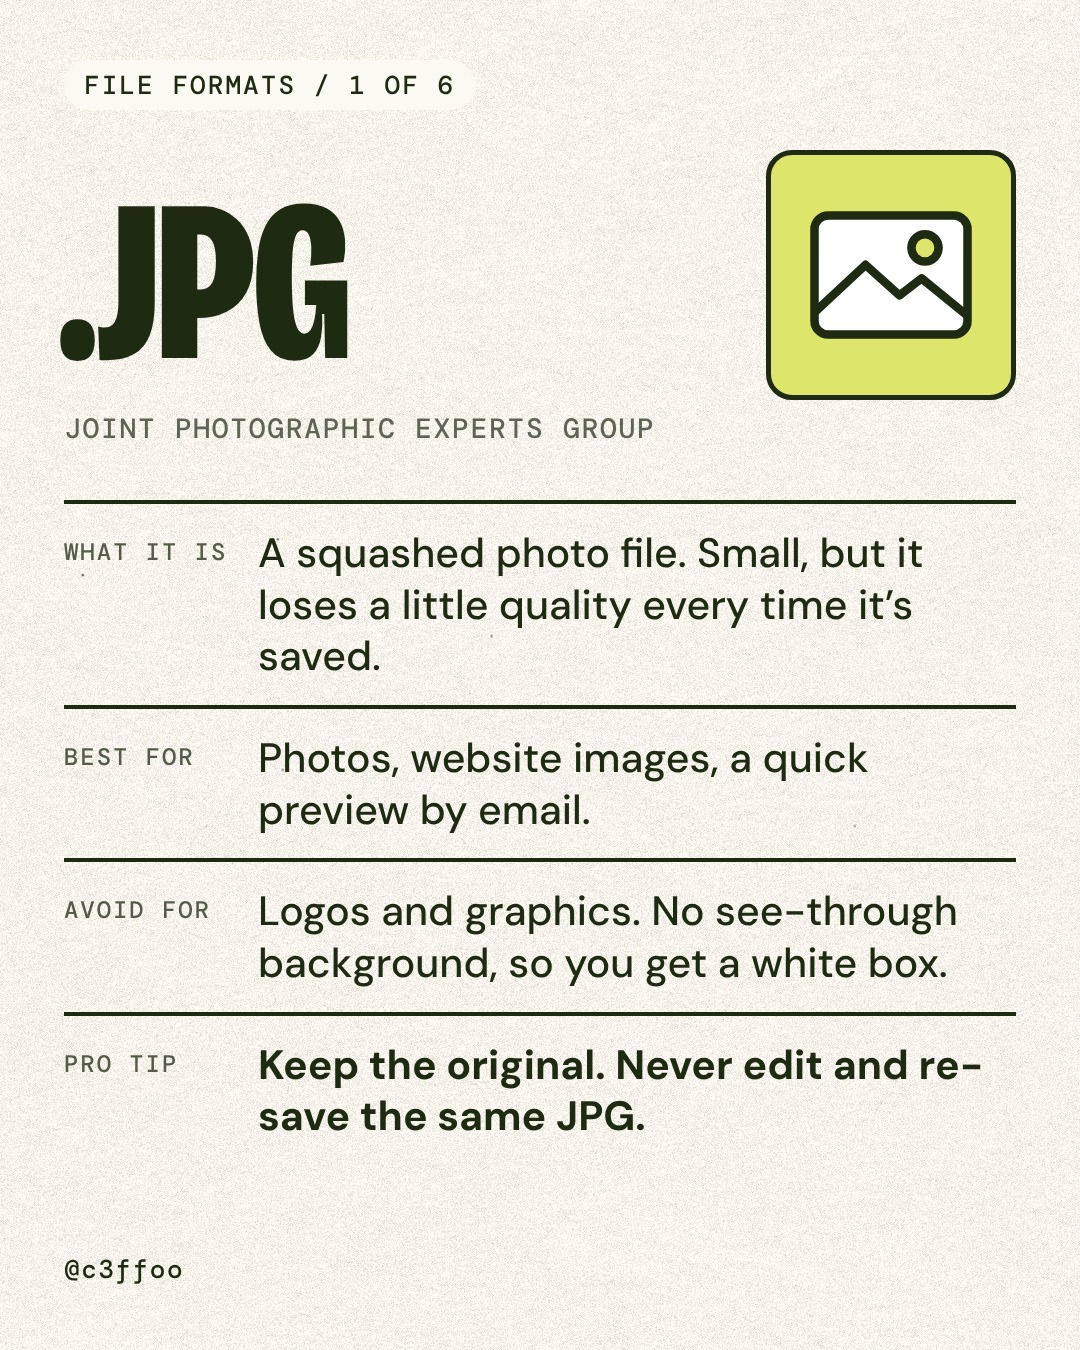 FILE FORMATS / 1 OF 6
.JPG
JOINT PHOTOGRAPHIC EXPERTS GROUP
WHAT IT IS
A squashed photo file. Small, but it
loses a little quality every time it’s
saved.
BEST FOR
Photos, website images, a quick
preview by email.
AVOID FOR
Logos and graphics. No see-through
background, so you get a white box.
PRO TIP
Keep the original. Never edit and re-
save the same JPG.
@c3ffoo